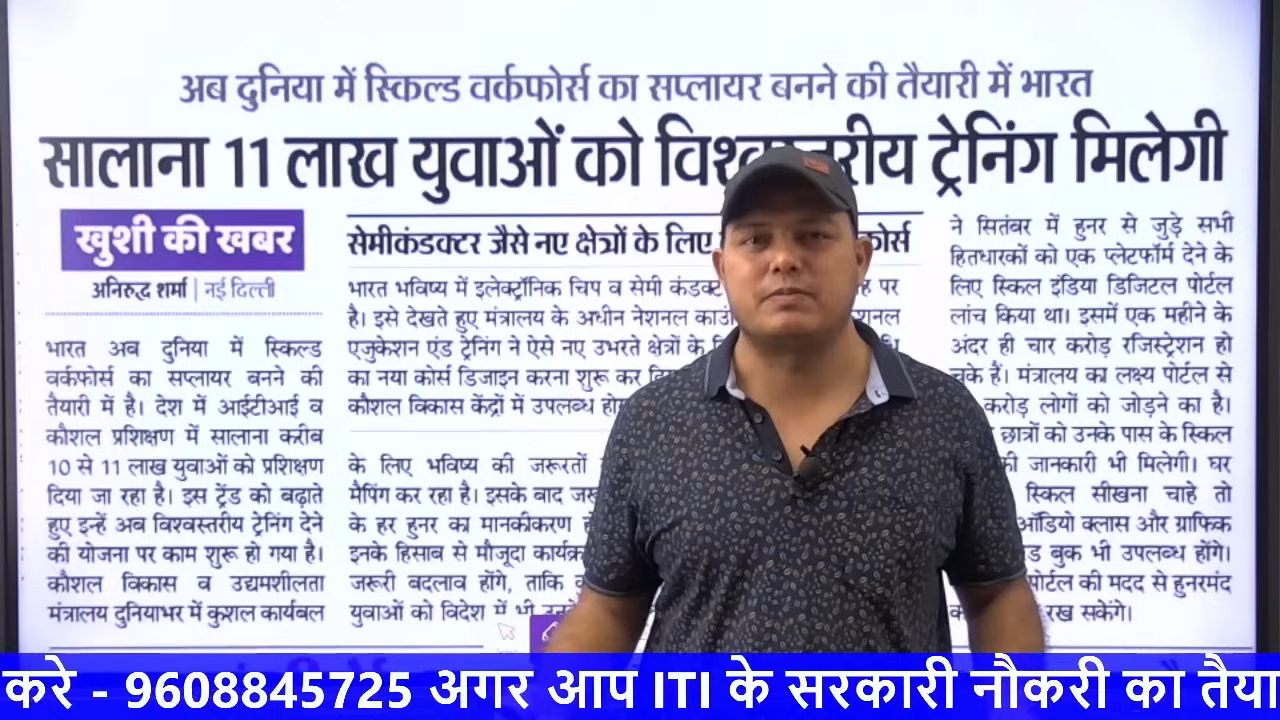 अब दुनिया में स्किल्ड वर्कफोर्स का सप्लायर बनने की तैयारी में भारत
सालाना 11 लाख युवाओं को विश्वस्तरीय ट्रेनिंग मिलेगी
खुशी की खबर
अनिरुद्ध शर्मा | नई दिल्ली
भारत अब दुनिया में स्किल्ड
वर्कफोर्स का सप्लायर बनने की
तैयारी में है। देश में आईटीआई व
कौशल प्रशिक्षण में सालाना करीब
10 से 11 लाख युवाओं को प्रशिक्षण
दिया जा रहा है। इस ट्रेंड को बढ़ाते
हुए इन्हें अब विश्वस्तरीय ट्रेनिंग देने
की योजना पर काम शुरू हो गया है।
कौशल विकास व उद्यमशीलता
मंत्रालय दुनियाभर में कुशल कार्यबल
सेमीकंडक्टर जैसे नए क्षेत्रों के लिए कोर्स
भारत भविष्य में इलेक्ट्रॉनिक चिप व सेमी पर
है। इसे देखते हुए मंत्रालय के अधीन नेशनल
एजुकेशन एंड ट्रेनिंग ने ऐसे नए उभरते क्षेत्रों के
का नया कोर्स डिजाइन करना शुरू कर
कौशल विकास केंद्रों में उपलब्ध
के लिए भविष्य की जरूरतों
मैपिंग कर रहा है। इसके बाद
के हर हुनर का मानकीकरण
इनके हिसाब से मौजूदा
जरूरी बदलाव होंगे, ताकि
युवाओं को विदेश में भी
ने सितंबर में हुनर से जुड़े सभी
हितधारकों को एक प्लेटफॉर्म देने के
लिए स्किल इंडिया डिजिटल पोर्टल
लांच किया था। इसमें एक महीने के
अंदर ही चार करोड़ रजिस्ट्रेशन हो
चुके हैं। मंत्रालय का लक्ष्य पोर्टल से
करोड़ लोगों को जोड़ने का है।
छात्रों को उनके पास के स्किल
की जानकारी भी मिलेगी। घर
स्किल सीखना चाहे तो
ऑडियो क्लास और ग्राफिक
बुक भी उपलब्ध होंगे।
पोर्टल की मदद से हुनरमंद
रख सकेंगे।
करे - 9608845725 अगर आप ITI के सरकारी नौकरी का तैया